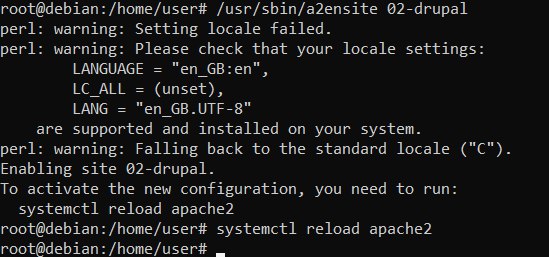 root@debian:/home/user# /usr/sbin/a2ensite 02-drupal
perl: warning: Setting locale failed.
perl: warning: Please check that your locale settings:
        LANGUAGE = "en_GB:en",
        LC_ALL = (unset),
        LANG = "en_GB.UTF-8"
    are supported and installed on your system.
perl: warning: Falling back to the standard locale ("C").
Enabling site 02-drupal.
To activate the new configuration, you need to run:
  systemctl reload apache2
root@debian:/home/user# systemctl reload apache2
root@debian:/home/user#